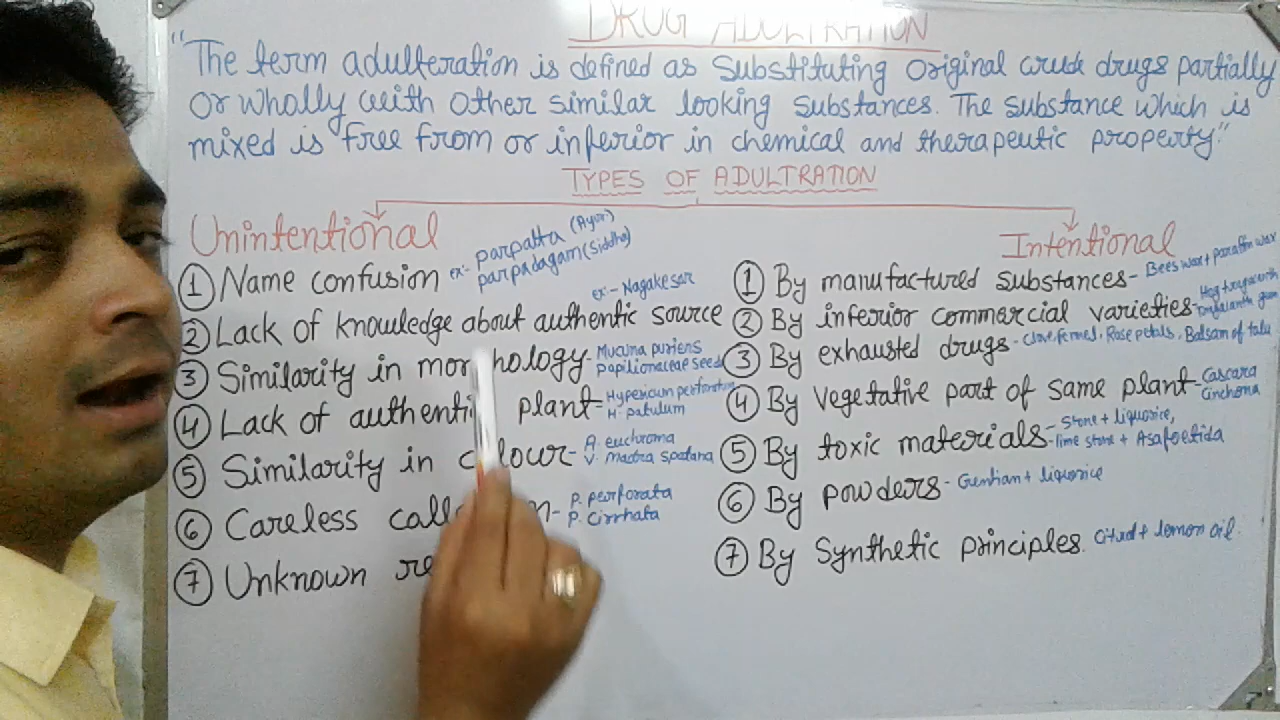 DRUG ADULTRATION
"The term adulteration is defined as substituting original crude drugs partially
or wholly with other similar looking substances. The substance which is
mixed is free from or inferior in chemical and therapeutic property"
TYPES OF ADULTRATION
Unintentional
① Name confusion ex:- parpatta (Ayur)
parpadagam (Siddha)
ex:- Nagakesar
② Lack of knowledge about authentic source
③ Similarity in morphology- Mucuna puriens
papilionaceae seeds
④ Lack of authenti plant- Hypericum perforatum
H. patulum
⑤ Similarity in colour- A. euchroma
⑥ Careless coll n- P. perforata
P. cirrhata
⑦ Unknown re
Intentional
① By manufactured substances- Bees wax + paraffin wax
② By inferior commercial varieties-
③ By exhausted drugs- clove, fennel, Rose petals, Balsam of talu
④ By vegetative part of same plant- Cascara
Cinchoma
⑤ By toxic materials- Stone + liquorice,
lime stone + Asafoetida
⑥ By powders- Gentian + liquorice
⑦ By Synthetic principles. Citral + lemon oil.